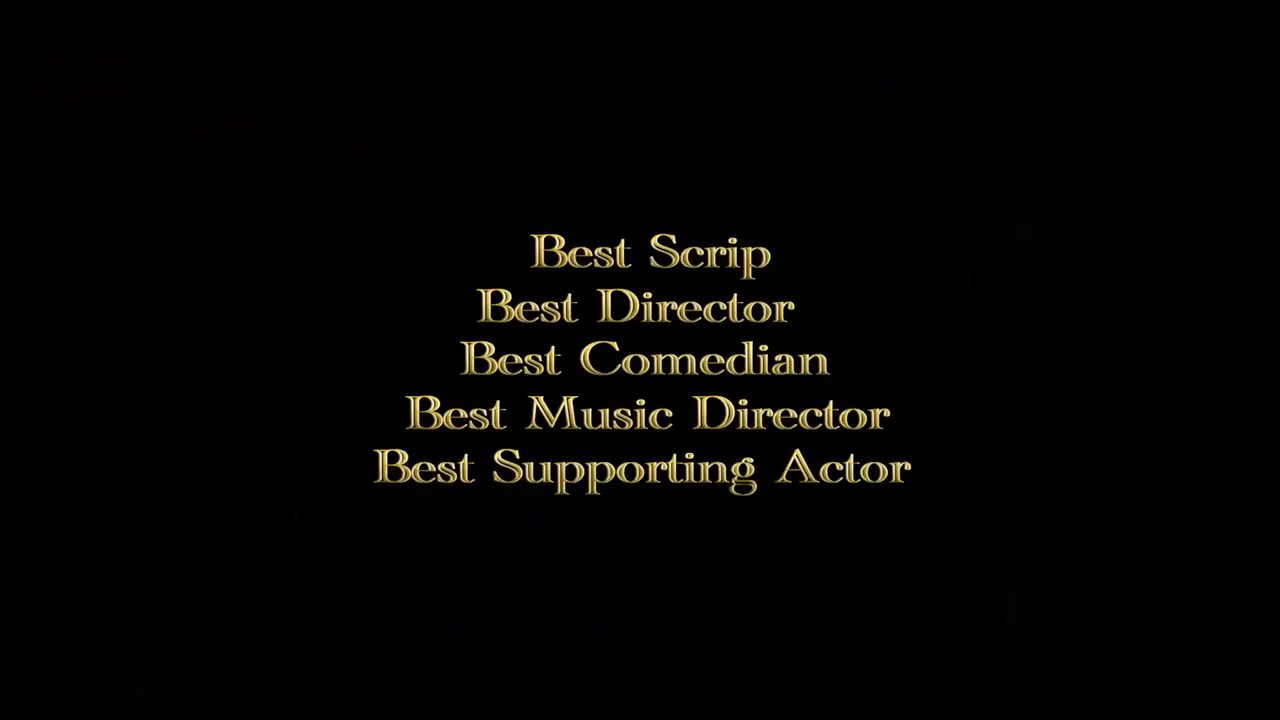 Best Scrip
Best Director
Best Comedian
Best Music Director
Best Supporting Actor